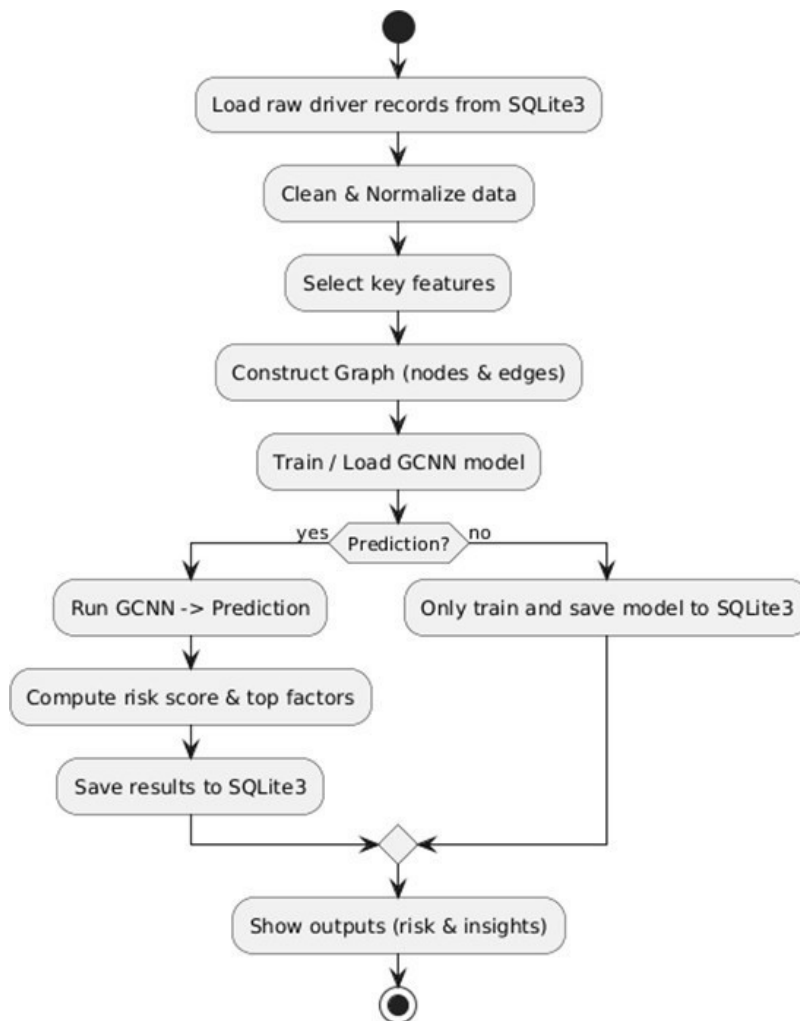 Load raw driver records from SQLite3
Clean & Normalize data
Select key features
Construct Graph (nodes & edges)
Train / Load GCNN model
yes
Prediction?
no
Run GCNN -> Prediction
Only train and save model to SQLite3
Compute risk score & top factors
Save results to SQLite3
Show outputs (risk & insights)